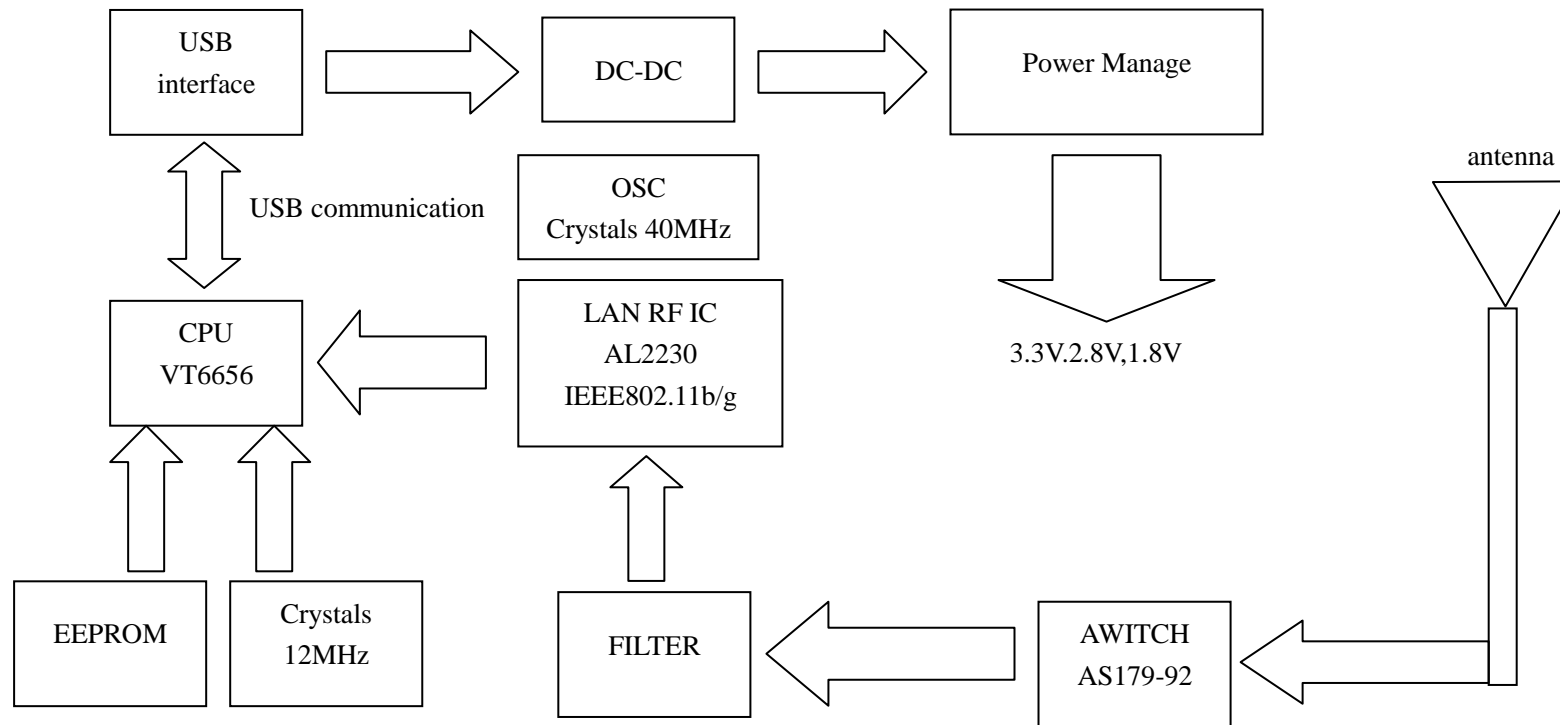 USB
interface
DC-DC
Power Manage
antenna
OSC
Crystals 40MHz
USB communication
CPU
VT6656
LAN RF IC
AL2230
IEEE802.11b/g
3.3V.2.8V,1.8V
EEPROM
Crystals
12MHz
FILTER
AWITCH
AS179-92